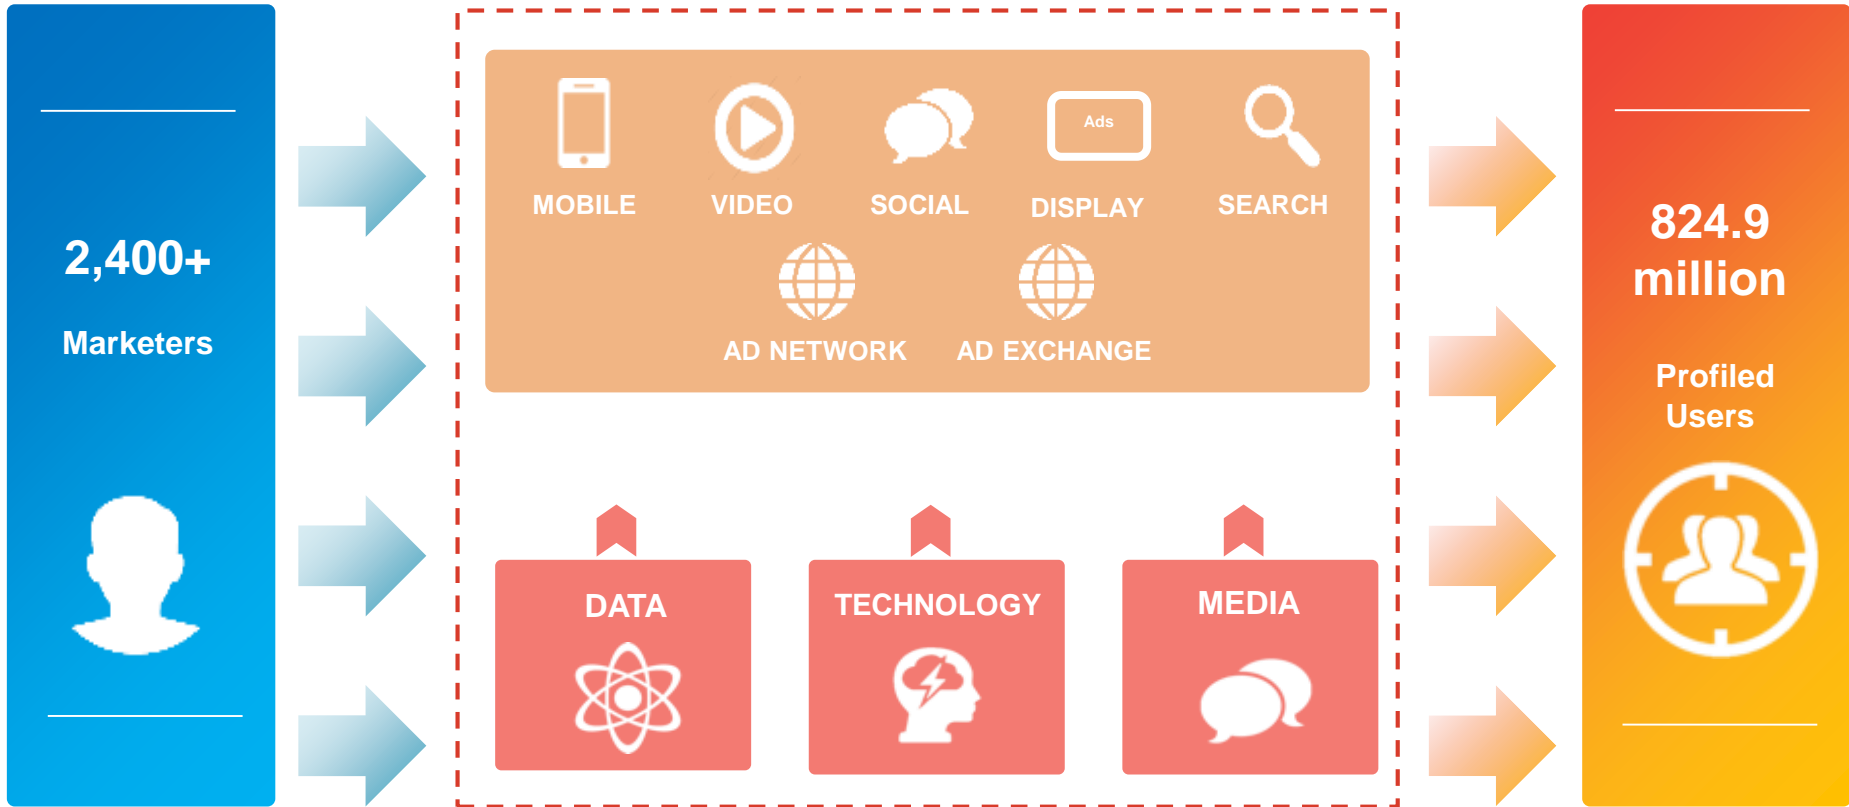 2,400+
Marketers
Ads
MOBILE
VIDEO
SOCIAL
DISPLAY
SEARCH
AD NETWORK
AD EXCHANGE
DATA
TECHNOLOGY
MEDIA
824.9
million
Profiled
Users